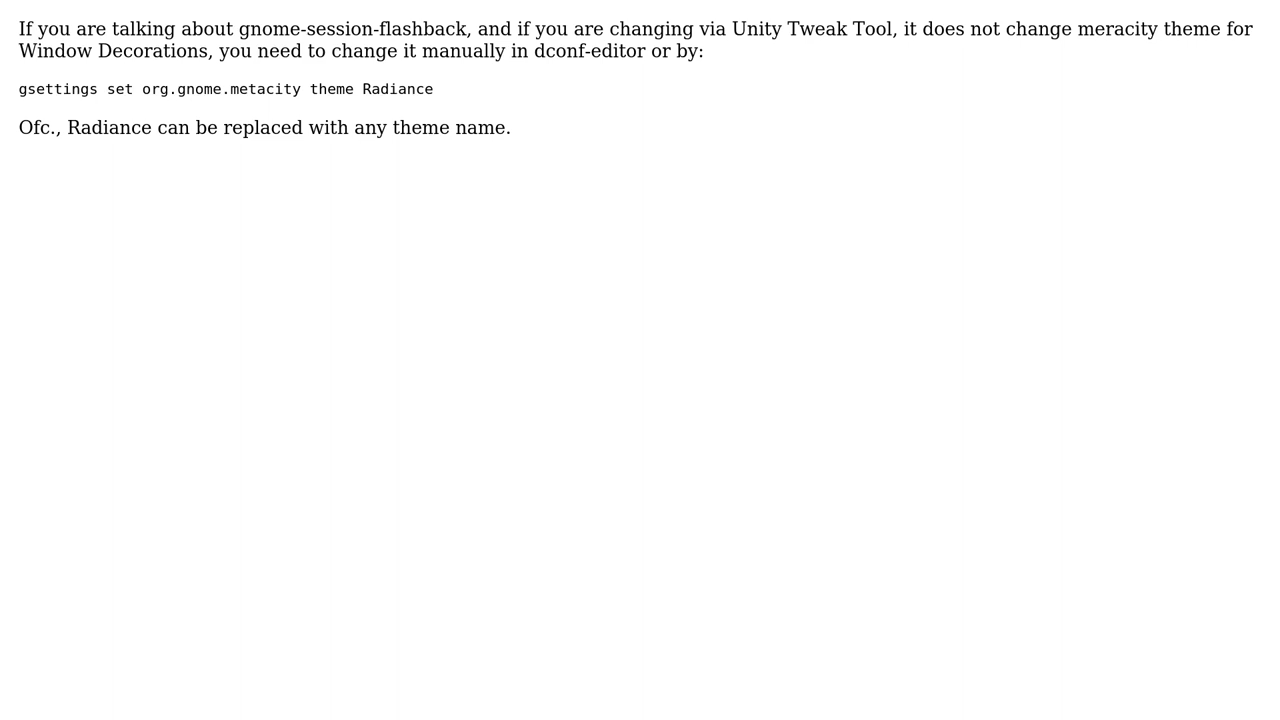 If you are talking about gnome-session-flashback, and if you are changing via Unity Tweak Tool, it does not change meracity theme for
Window Decorations, you need to change it manually in dconf-editor or by:
gsettings set org.gnome.metacity theme Radiance
Ofc., Radiance can be replaced with any theme name.